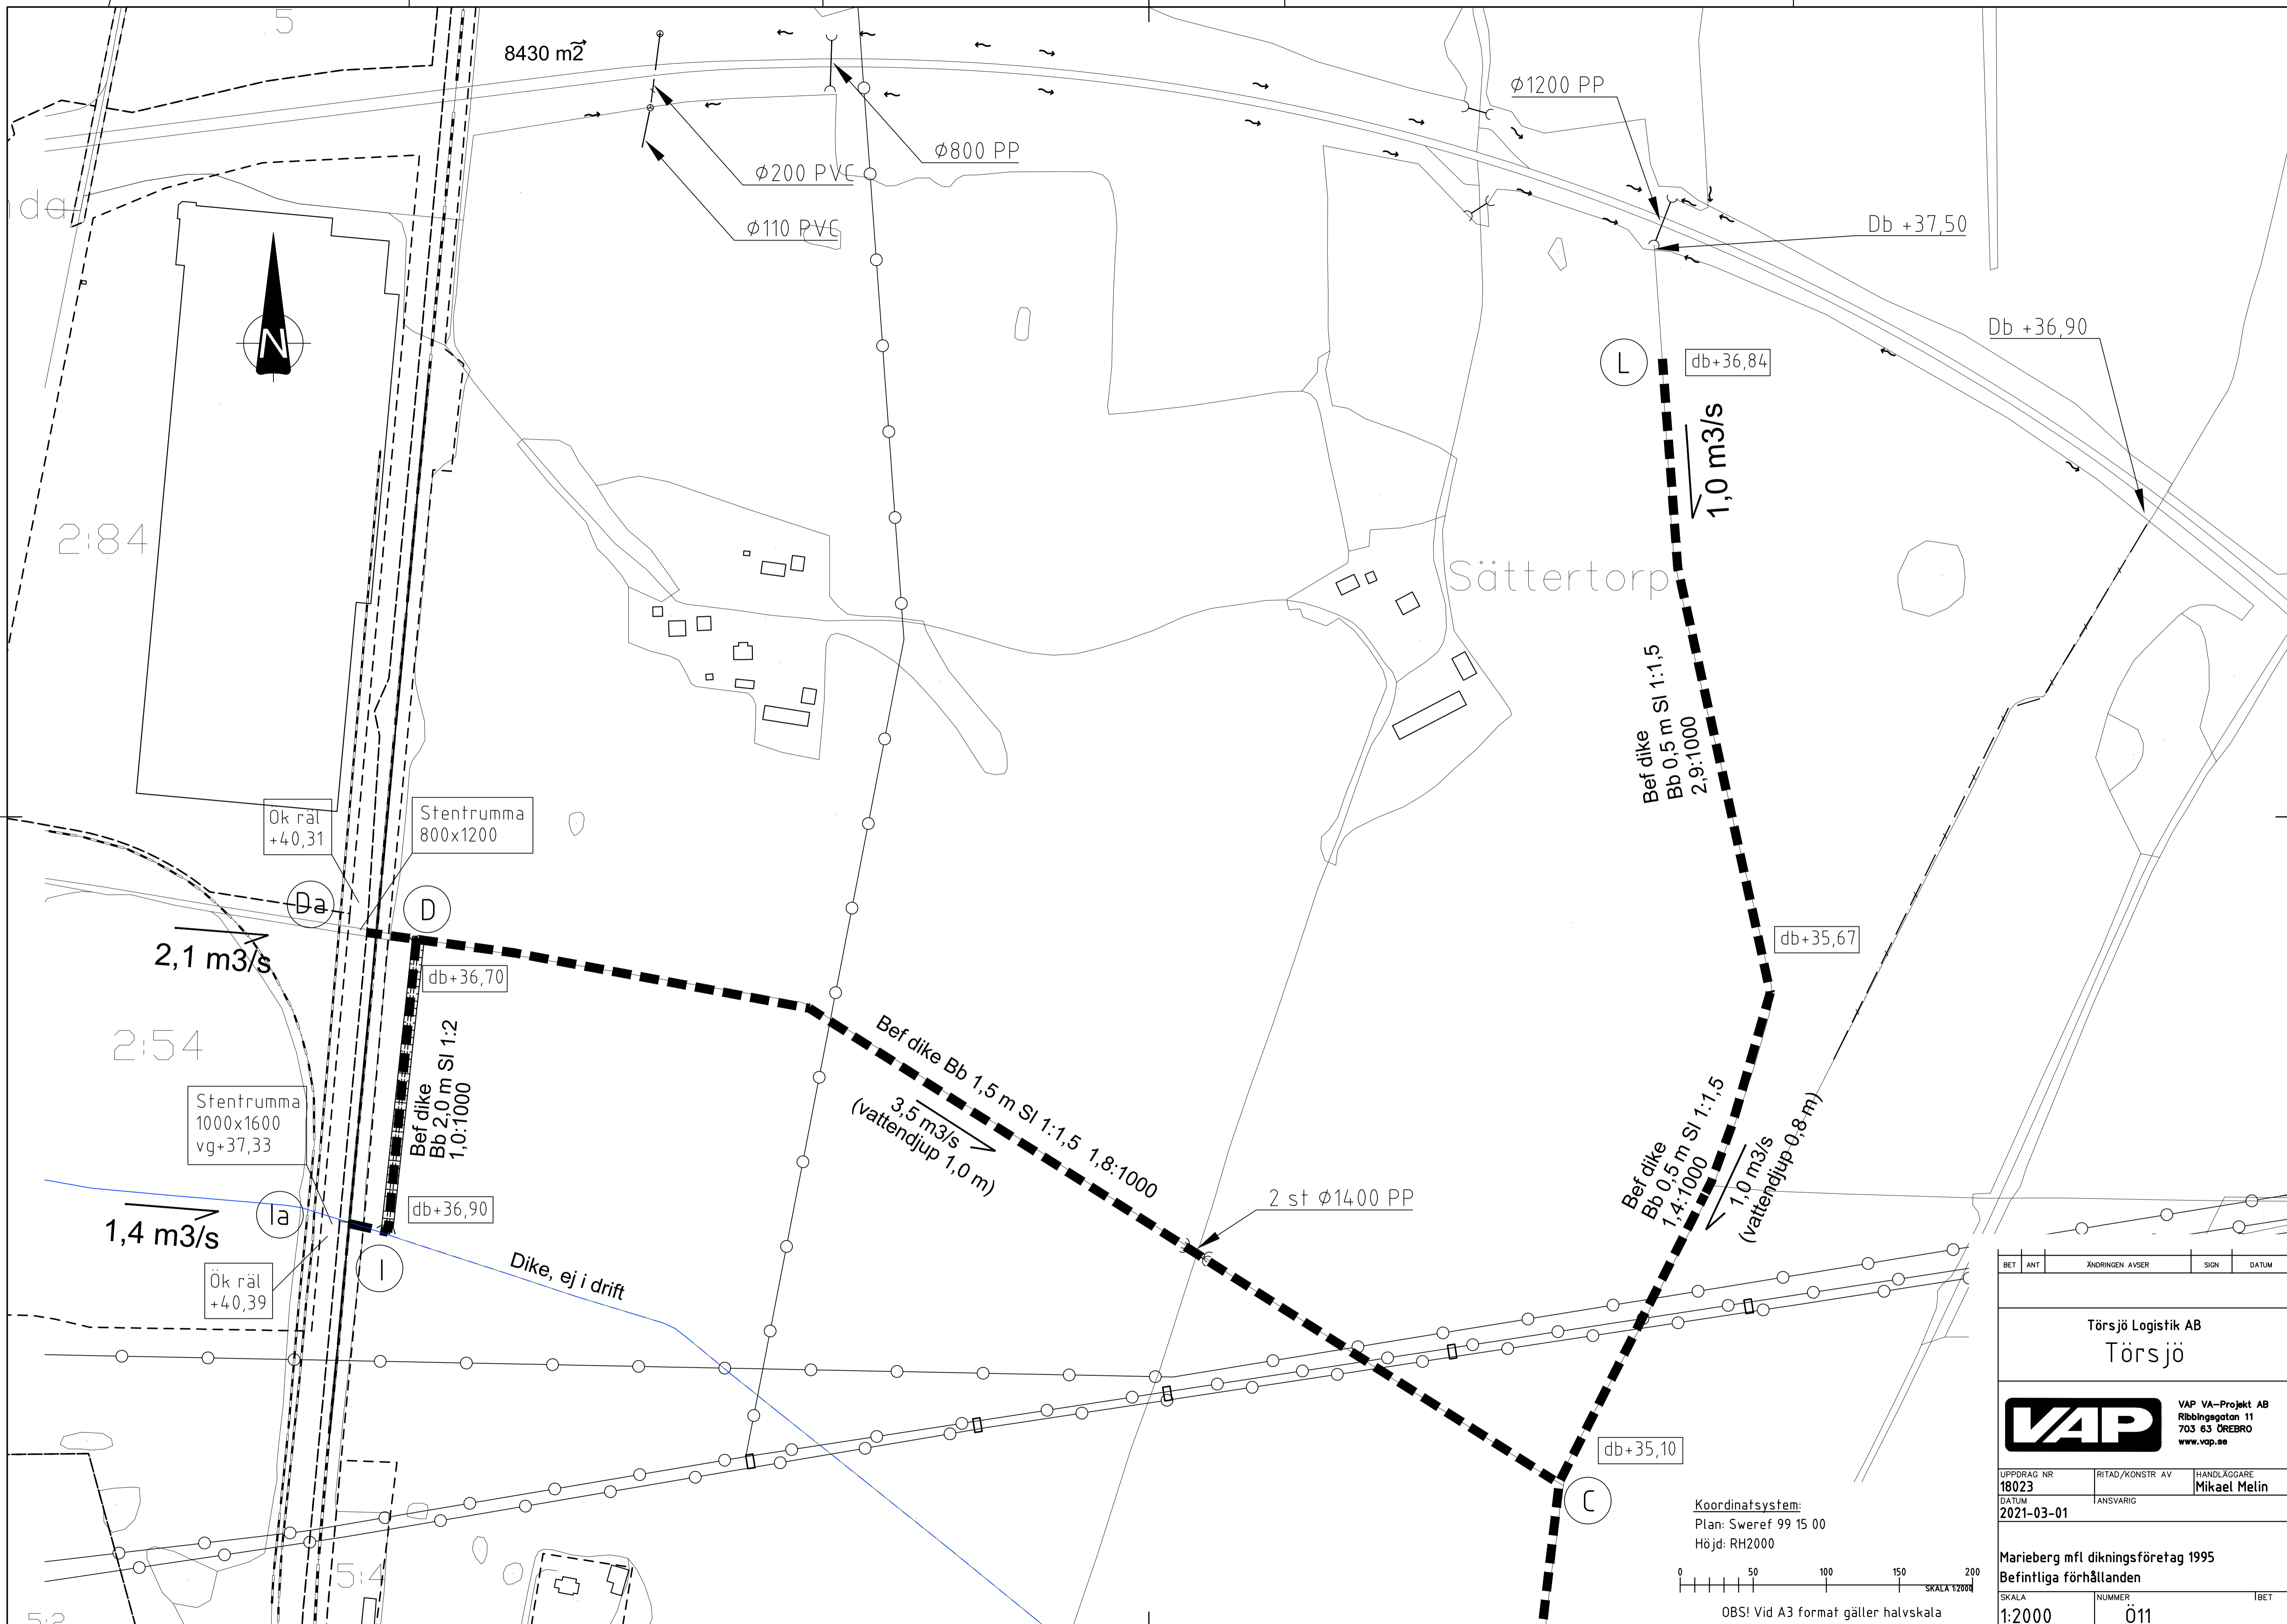 5
8430 m2
Ø1200 PP
Ø800 PP
Ø200 PVC
Ø110 PVC
Db +37,50
Db +36,90
N
L
db+36,84
1,0 m3/s
2:84
Sättertorp
Bef dike
Bb 0,5 m Sl 1:1,5
2,9:1000
Ök räl
+40,31
Stentrumma
800x1200
Da
D
2,1 m3/s
db+36,70
db+35,67
2:54
Bef dike
Bb 2,0 m Sl 1:2
1,0:1000
Bef dike Bb 1,5 m Sl 1:1,5 1,8:1000
3,5 m3/s
(vattendjup 1,0 m)
Stentrumma
1000x1600
vg+37,33
Bef dike
Bb 0,5 m Sl 1:1,5
1,4:1000
1,0 m3/s
(vattendjup 0,8 m)
Ia
1,4 m3/s
db+36,90
I
2 st Ø1400 PP
Ök räl
+40,39
Dike, ej i drift
db+35,10
C
5:4
5:2
Koordinatsystem:
Plan: Sweref 99 15 00
Höjd: RH2000
0 50 100 150 200
SKALA 1:2000
OBS! Vid A3 format gäller halvskala
BET ANT ÄNDRINGEN AVSER SIGN DATUM
Törsjö Logistik AB
Törsjö
VAP
VAP VA-Projekt AB
Ribbingsgatan 11
703 63 ÖREBRO
www.vap.se
UPPDRAG NR RITAD/KONSTR AV HANDLÄGGARE
18023 Mikael Melin
DATUM ANSVARIG
2021-03-01
Marieberg mfl dikningsföretag 1995
Befintliga förhållanden
SKALA NUMMER BET
1:2000 Ö11